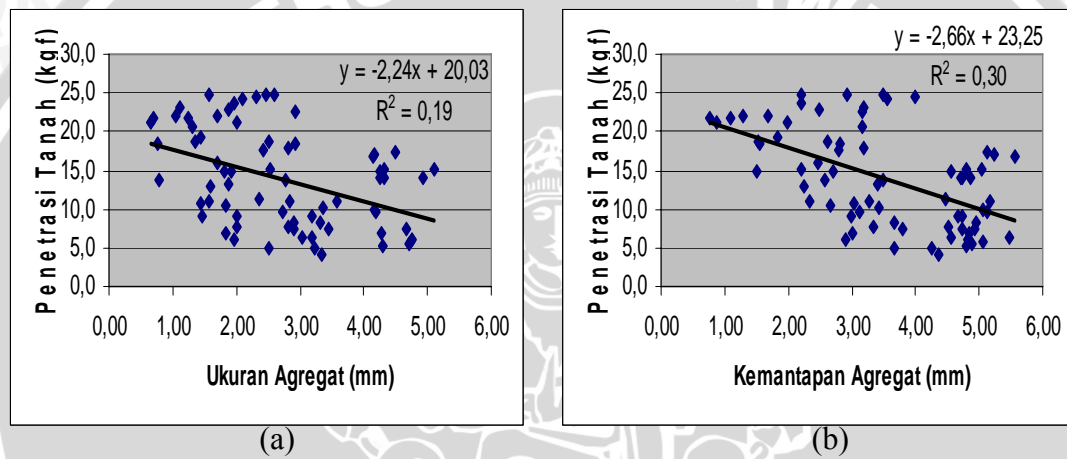 Penetrasi Tanah (kgf)
30,0
25,0
20,0
15,0
10,0
5,0
0,0
y = -2,24x + 20,03
R² = 0,19
0,00 1,00 2,00 3,00 4,00 5,00 6,00
Ukuran Agregat (mm)
(a)
Penetrasi Tanah (kgf)
30,0
25,0
20,0
15,0
10,0
5,0
0,0
y = -2,66x + 23,25
R² = 0,30
0,00 1,00 2,00 3,00 4,00 5,00 6,00
Kemantapan Agregat (mm)
(b)